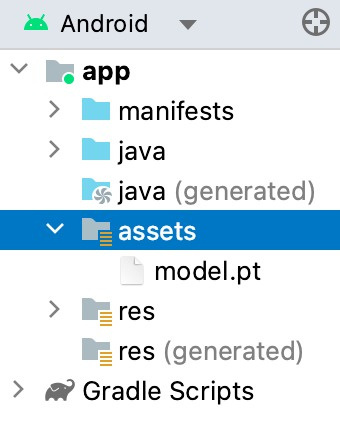 Android
app
manifests
java
java (generated)
assets
model.pt
res
res (generated)
Gradle Scripts